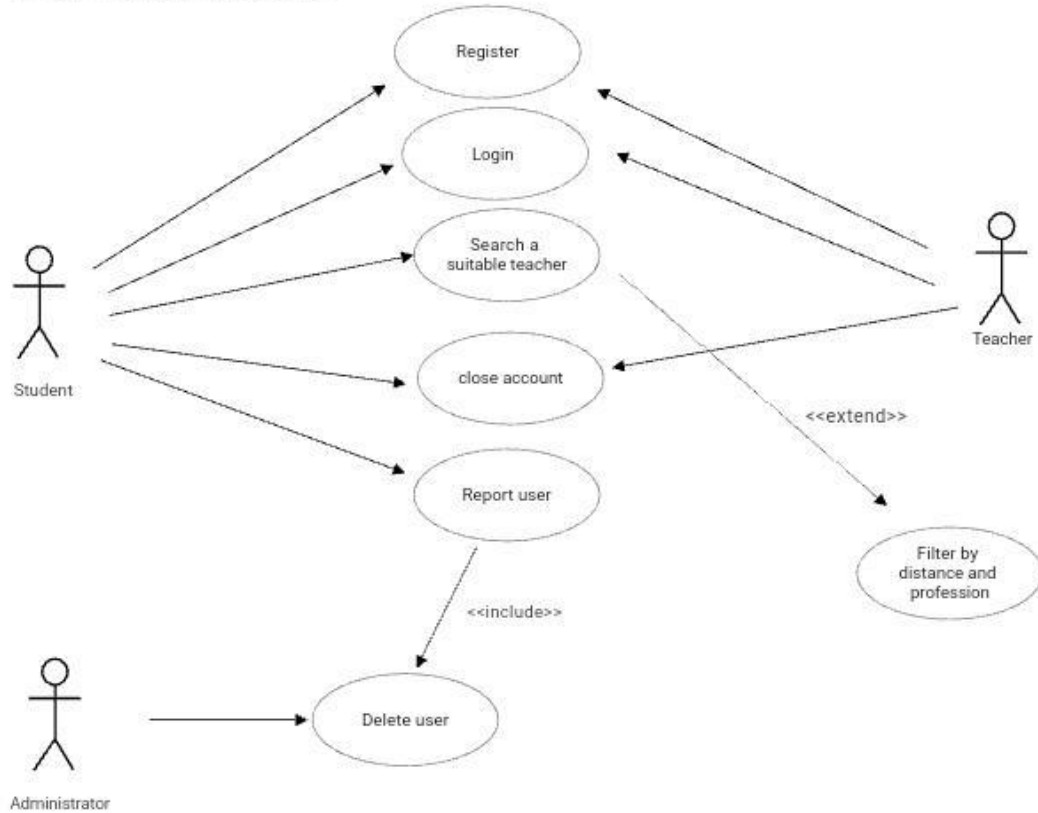 Register
Login
Search a
suitable teacher
Teacher
close account
Student
<<extend>>
Report user
Filter by
distance and
profession
<<include>>
Delete user
Administrator